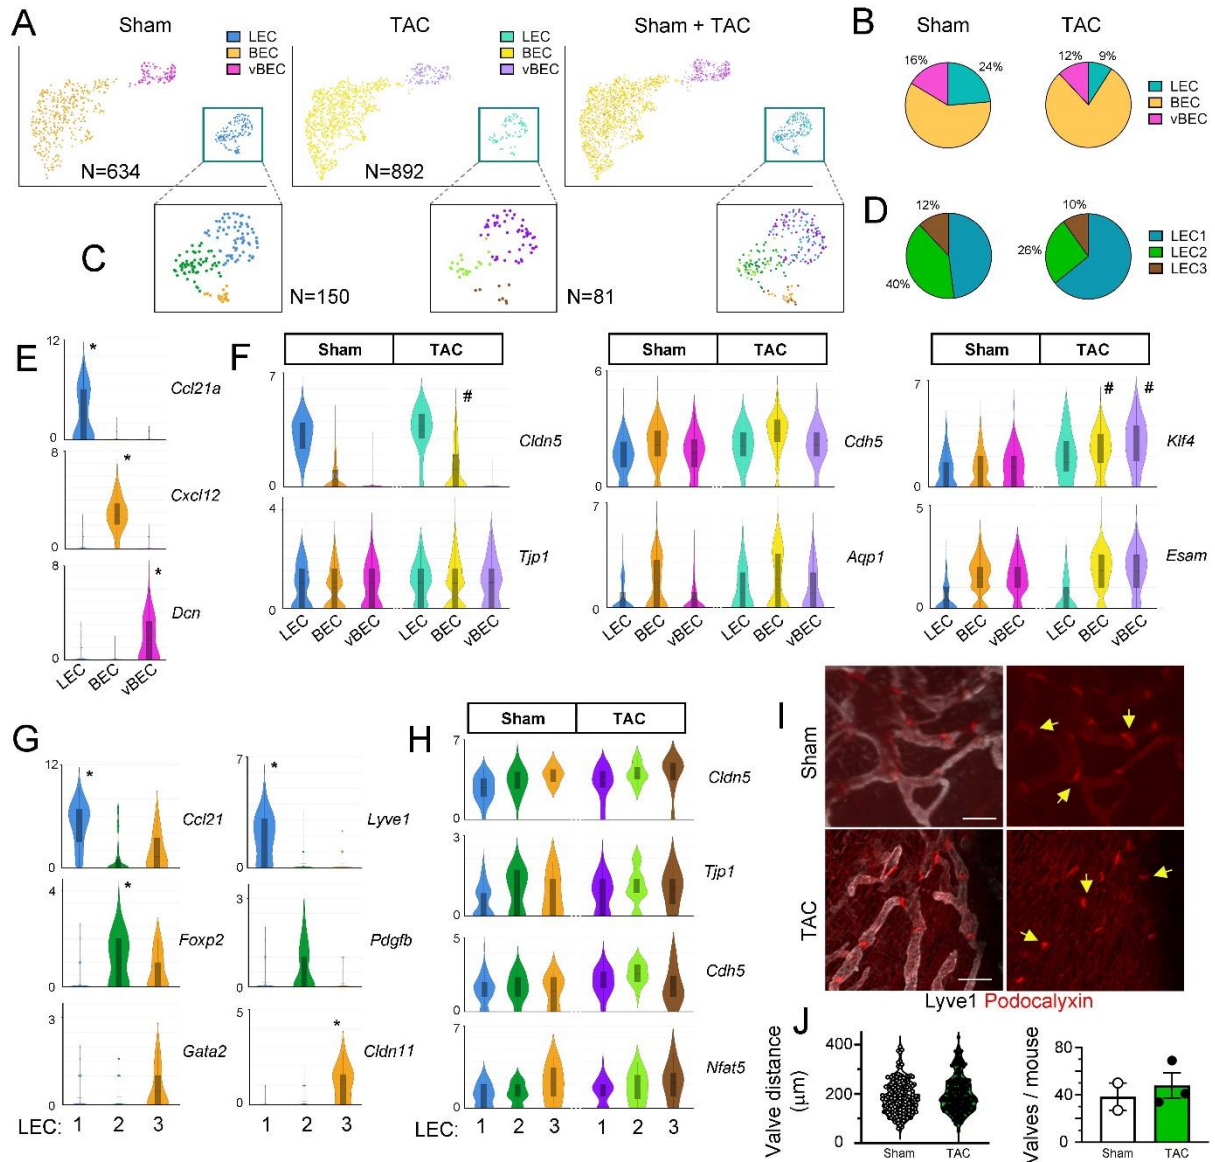 A
Sham
LEC
BEC
vBEC
TAC
LEC
BEC
vBEC
Sham + TAC
N=634
N=892
B
Sham
TAC
16%
24%
12%
9%
LEC
BEC
vBEC
C
N=150
N=81
D
12%
40%
10%
26%
LEC1
LEC2
LEC3
E
12
0
*
Ccl21a
8
0
*
Cxcl12
8
0
*
Dcn
LEC
BEC
vBEC
F
Sham
TAC
7
0
#
Cldn5
4
0
Tjp1
LEC
BEC
vBEC
LEC
BEC
vBEC
Sham
TAC
6
0
Cdh5
7
0
Aqp1
LEC
BEC
vBEC
LEC
BEC
vBEC
Sham
TAC
7
0
#
#
Klf4
7
0
Esam
LEC
BEC
vBEC
LEC
BEC
vBEC
G
12
0
*
Ccl21
7
0
*
Lyve1
4
0
*
Foxp2
3
0
Pdgfb
3
0
Gata2
5
0
*
Cldn11
LEC: 1 2 3 1 2 3
H
Sham
TAC
7
0
Cldn5
3
0
Tjp1
5
0
Cdh5
7
0
Nfat5
1 2 3 1 2 3
I
Sham
TAC
Lyve1 Podocalyxin
J
Valve distance
(μm)
400
200
0
Sham
TAC
Valves / mouse
80
40
0
Sham
TAC